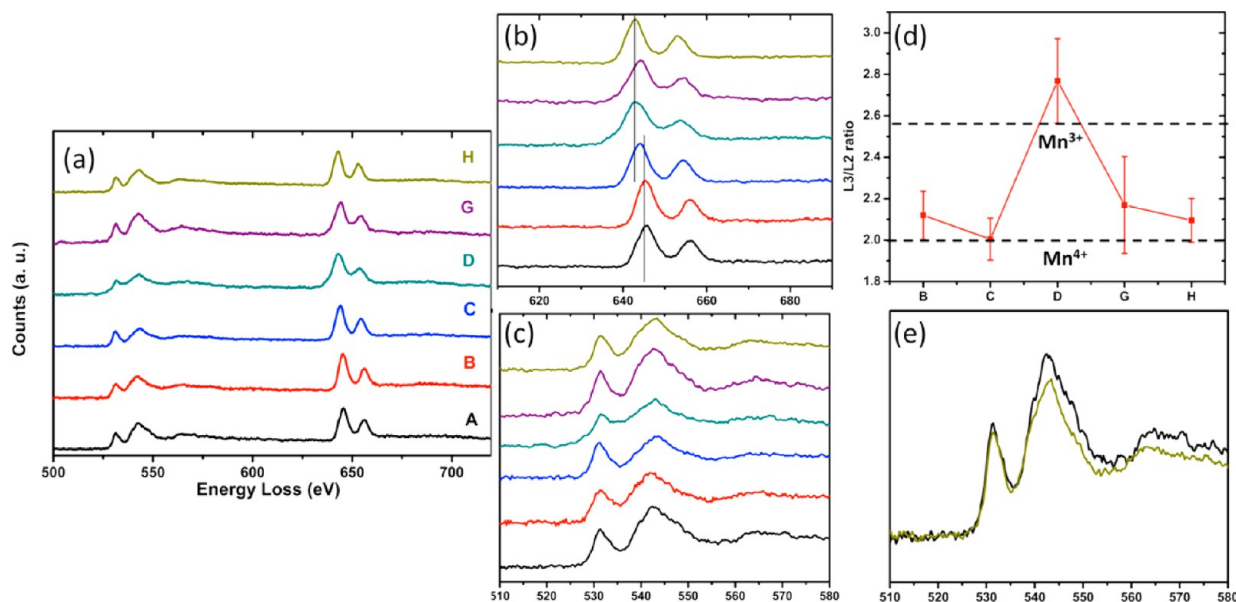 (a)
H
G
D
C
B
A
Counts (a. u.)
500 550 600 650 700
Energy Loss (eV)
(b)
620 640 660 680
(c)
510 520 530 540 550 560 570 580
(d)
L3/L2 ratio
3.0
2.8
2.6
Mn3+
2.4
2.2
2.0
Mn4+
1.8
B C D G H
(e)
510 520 530 540 550 560 570 580